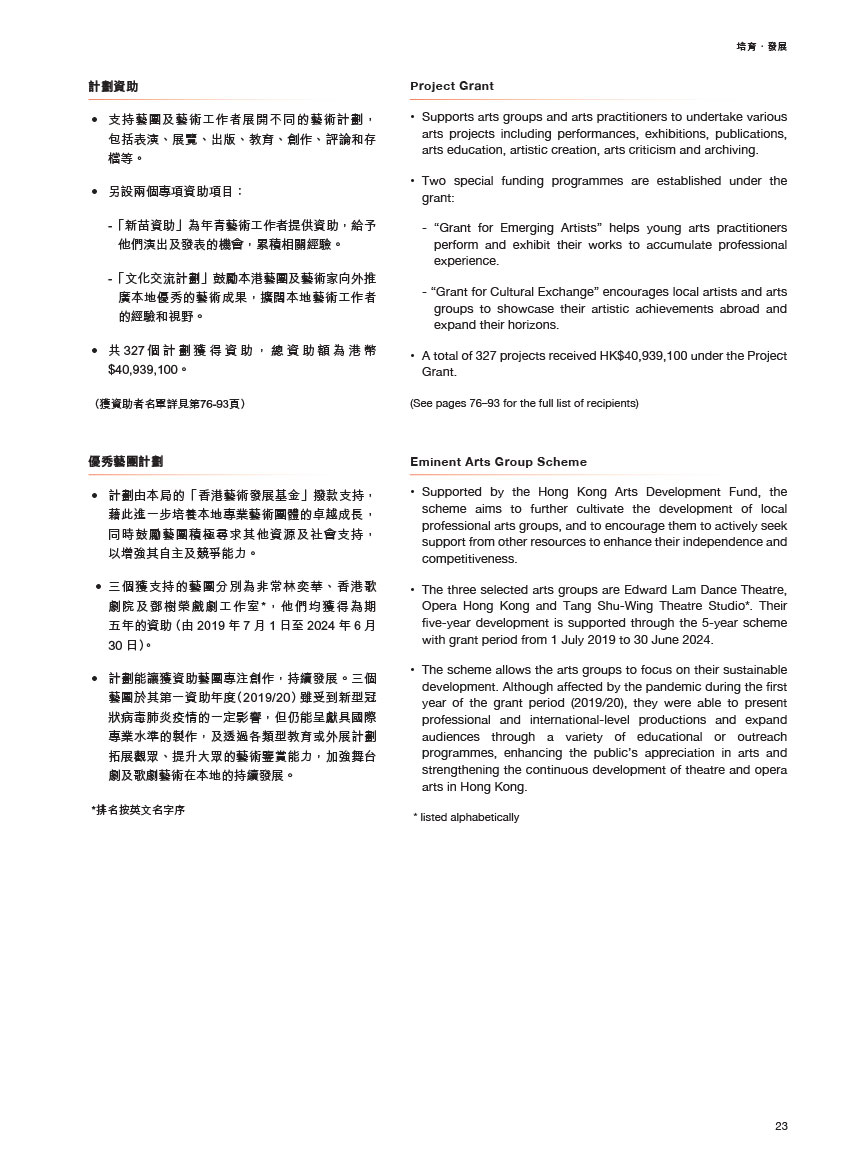 培育．發展
計劃資助
● 支持藝團及藝術工作者展開不同的藝術計劃，
包括表演、展覽、出版、教育、創作、評論和存
檔等。
● 另設兩個專項資助項目：
-「新苗資助」為年青藝術工作者提供資助，給予
他們演出及發表的機會，累積相關經驗。
-「文化交流計劃」鼓勵本港藝團及藝術家向外推
廣本地優秀的藝術成果，擴闊本地藝術工作者
的經驗和視野。
● 共327個計劃獲得資助，總資助額為港幣
$40,939,100。
（獲資助者名單詳見第76-93頁）
Project Grant
• Supports arts groups and arts practitioners to undertake various
arts projects including performances, exhibitions, publications,
arts education, artistic creation, arts criticism and archiving.
• Two special funding programmes are established under the
grant:
- “Grant for Emerging Artists” helps young arts practitioners
perform and exhibit their works to accumulate professional
experience.
- “Grant for Cultural Exchange” encourages local artists and arts
groups to showcase their artistic achievements abroad and
expand their horizons.
• A total of 327 projects received HK$40,939,100 under the Project
Grant.
(See pages 76–93 for the full list of recipients)
優秀藝團計劃
● 計劃由本局的「香港藝術發展基金」撥款支持，
藉此進一步培養本地專業藝術團體的卓越成長，
同時鼓勵藝團積極尋求其他資源及社會支持，
以增強其自主及競爭能力。
● 三個獲支持的藝團分別為非常林奕華、香港歌
劇院及鄧樹榮戲劇工作室*，他們均獲得為期
五年的資助（由 2019 年 7 月 1 日至 2024 年 6 月
30 日）。
● 計劃能讓獲資助藝團專注創作，持續發展。三個
藝團於其第一資助年度（2019/20）雖受到新型冠
狀病毒肺炎疫情的一定影響，但仍能呈獻具國際
專業水準的製作，及透過各類型教育或外展計劃
拓展觀眾、提升大眾的藝術鑒賞能力，加強舞台
劇及歌劇藝術在本地的持續發展。
*排名按英文名字序
Eminent Arts Group Scheme
• Supported by the Hong Kong Arts Development Fund, the
scheme aims to further cultivate the development of local
professional arts groups, and to encourage them to actively seek
support from other resources to enhance their independence and
competitiveness.
• The three selected arts groups are Edward Lam Dance Theatre,
Opera Hong Kong and Tang Shu-Wing Theatre Studio*. Their
five-year development is supported through the 5-year scheme
with grant period from 1 July 2019 to 30 June 2024.
• The scheme allows the arts groups to focus on their sustainable
development. Although affected by the pandemic during the first
year of the grant period (2019/20), they were able to present
professional and international-level productions and expand
audiences through a variety of educational or outreach
programmes, enhancing the public’s appreciation in arts and
strengthening the continuous development of theatre and opera
arts in Hong Kong.
* listed alphabetically
23